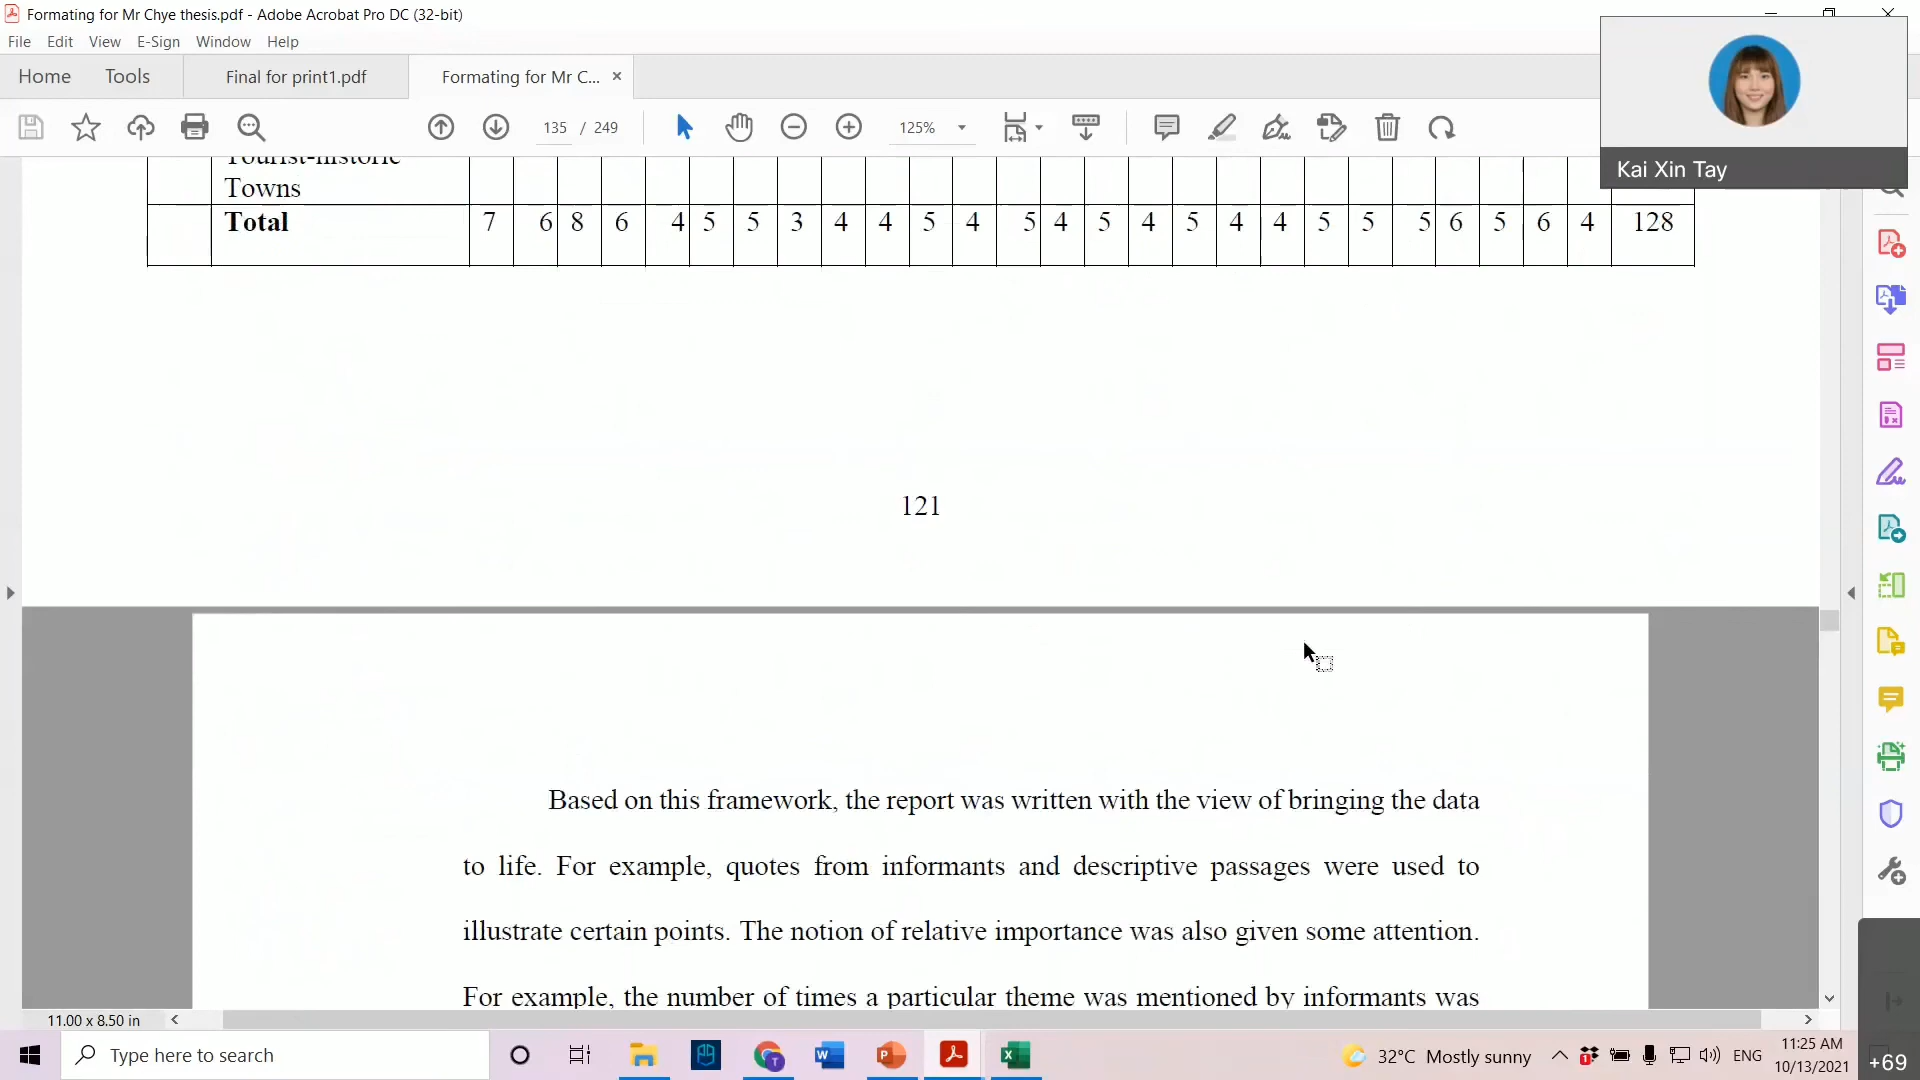 Formating for Mr Chye thesis.pdf - Adobe Acrobat Pro DC (32-bit)
File Edit View E-Sign Window Help
Home Tools Final for print1.pdf Formating for Mr C... ×
135 / 249 125%
Kai Xin Tay
Tourist-historic
Towns
Total 7 6 8 6 4 5 5 3 4 4 5 4 5 4 5 4 5 4 4 5 5 5 6 5 6 4 128
121
Based on this framework, the report was written with the view of bringing the data
to life. For example, quotes from informants and descriptive passages were used to
illustrate certain points. The notion of relative importance was also given some attention.
For example, the number of times a particular theme was mentioned by informants was
11.00 x 8.50 in
Type here to search
32°C Mostly sunny
ENG
11:25 AM
10/13/2021
+69